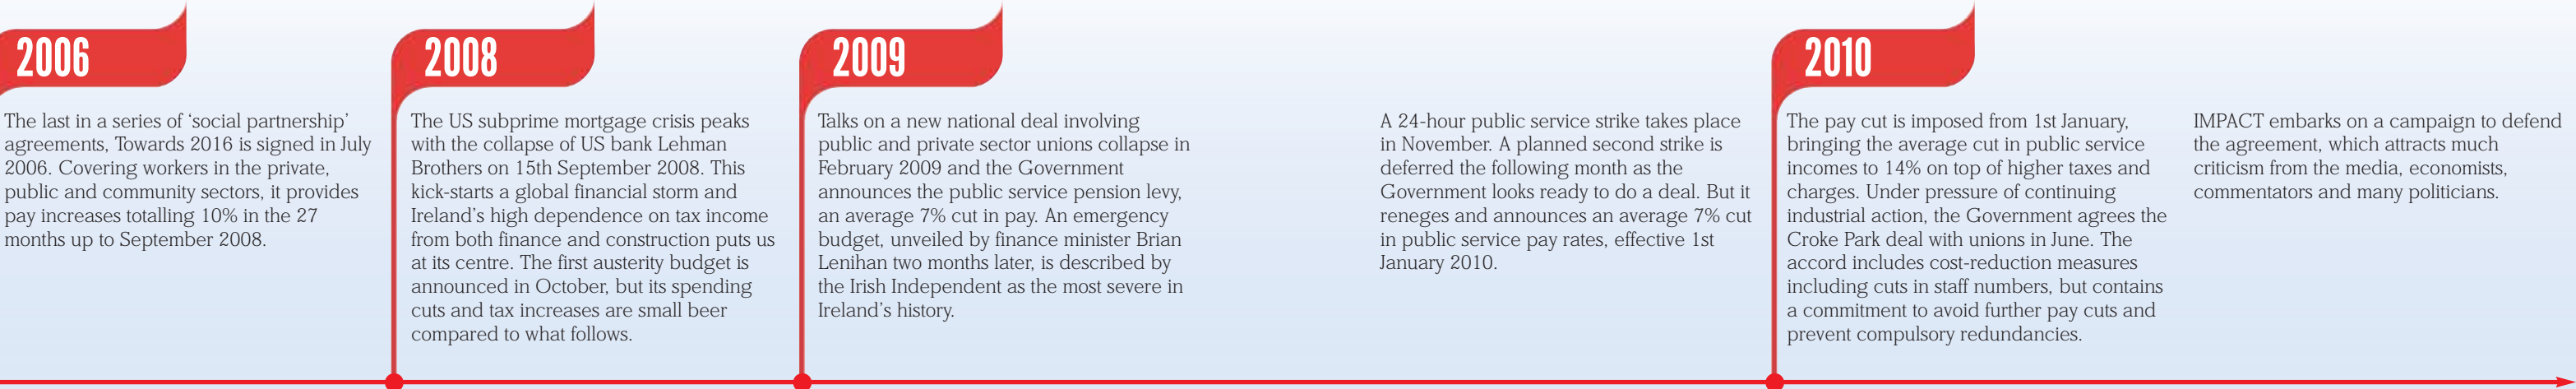 2006
The last in a series of ‘social partnership’
agreements, Towards 2016 is signed in July
2006. Covering workers in the private,
public and community sectors, it provides
pay increases totalling 10% in the 27
months up to September 2008.
2008
The US subprime mortgage crisis peaks
with the collapse of US bank Lehman
Brothers on 15th September 2008. This
kick-starts a global financial storm and
Ireland’s high dependence on tax income
from both finance and construction puts us
at its centre. The first austerity budget is
announced in October, but its spending
cuts and tax increases are small beer
compared to what follows.
2009
Talks on a new national deal involving
public and private sector unions collapse in
February 2009 and the Government
announces the public service pension levy,
an average 7% cut in pay. An emergency
budget, unveiled by finance minister Brian
Lenihan two months later, is described by
the Irish Independent as the most severe in
Ireland’s history.
A 24-hour public service strike takes place
in November. A planned second strike is
deferred the following month as the
Government looks ready to do a deal. But it
reneges and announces an average 7% cut
in public service pay rates, effective 1st
January 2010.
2010
The pay cut is imposed from 1st January,
bringing the average cut in public service
incomes to 14% on top of higher taxes and
charges. Under pressure of continuing
industrial action, the Government agrees the
Croke Park deal with unions in June. The
accord includes cost-reduction measures
including cuts in staff numbers, but contains
a commitment to avoid further pay cuts and
prevent compulsory redundancies.
IMPACT embarks on a campaign to defend
the agreement, which attracts much
criticism from the media, economists,
commentators and many politicians.